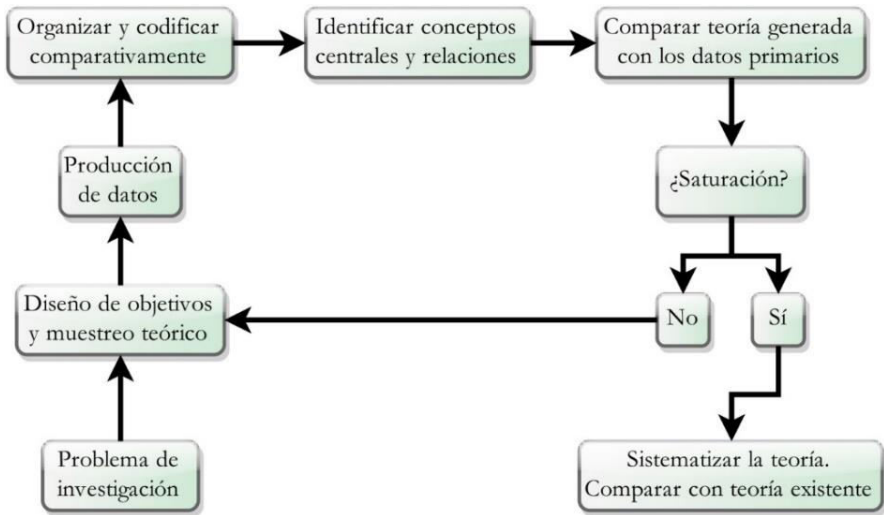 Organizar y codificar
comparativamente
Identificar conceptos
centrales y relaciones
Comparar teoría generada
con los datos primarios
Producción
de datos
¿Saturación?
Diseño de objetivos
y muestreo teórico
No
Sí
Problema de
investigación
Sistematizar la teoría.
Comparar con teoría existente